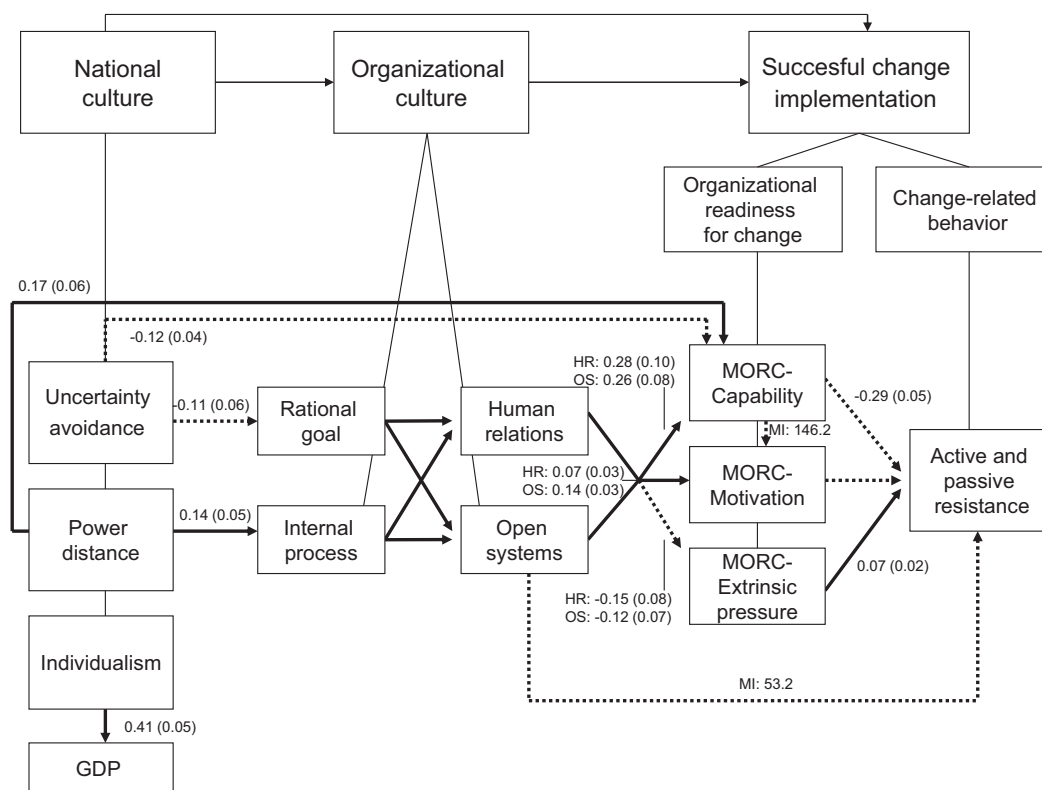 National
culture
Organizational
culture
Succesful change
implementation
Organizational
readiness
for change
Change-related
behavior
0.17 (0.06)
-0.12 (0.04)
HR: 0.28 (0.10)
OS: 0.26 (0.08)
MORC-
Capability
-0.29 (0.05)
Uncertainty
avoidance
-0.11 (0.06)
Rational
goal
Human
relations
MI: 146.2
HR: 0.07 (0.03)
OS: 0.14 (0.03)
MORC-
Motivation
Active and
passive
resistance
Power
distance
0.14 (0.05)
Internal
process
Open
systems
MORC-
Extrinsic
pressure
0.07 (0.02)
HR: -0.15 (0.08)
OS: -0.12 (0.07)
Individualism
MI: 53.2
0.41 (0.05)
GDP